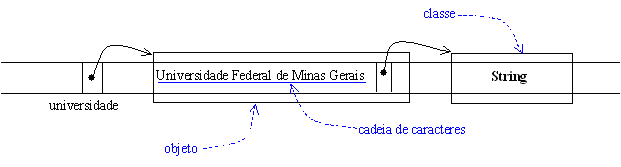 classe
Universidade Federal de Minas Gerais
String
universidade
cadeia de caracteres
objeto